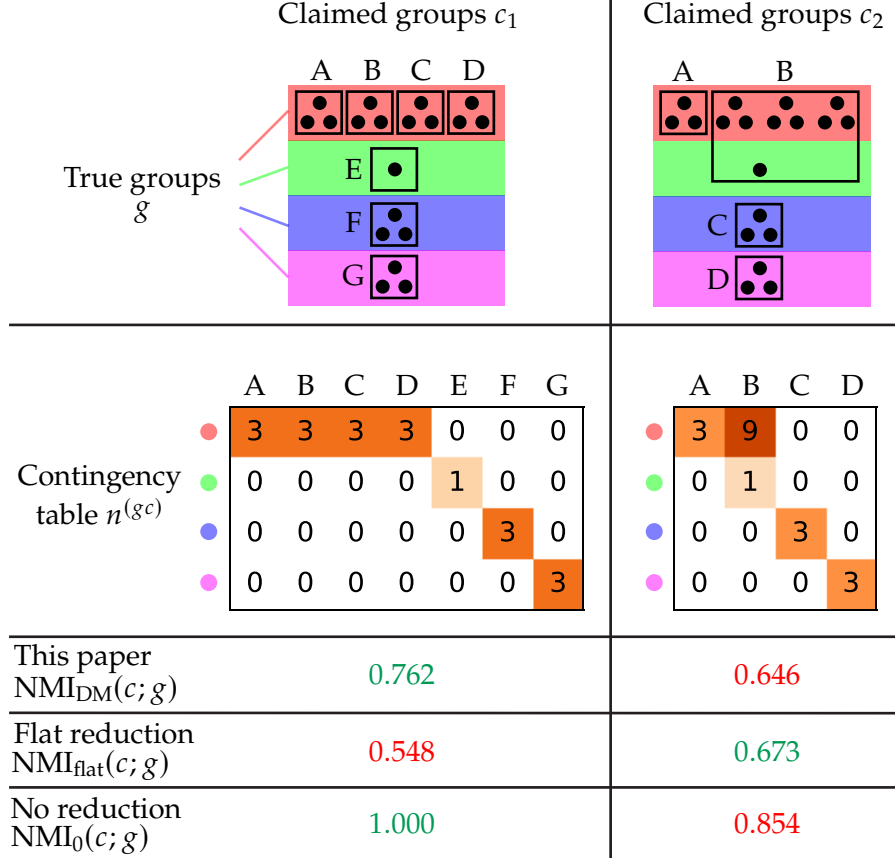 Claimed groups c₁ Claimed groups c₂
A B C D A B
E
True groups
g
F C
G D
A B C D E F G A B C D
3 3 3 3 0 0 0 3 9 0 0
0 0 0 0 1 0 0 0 1 0 0
Contingency
table n⁽ᵍᶜ⁾
0 0 0 0 0 3 0 0 0 3 0
0 0 0 0 0 0 3 0 0 0 3
This paper
NMI_DM(c; g) 0.762 0.646
Flat reduction
NMI_flat(c; g) 0.548 0.673
No reduction
NMI₀(c; g) 1.000 0.854